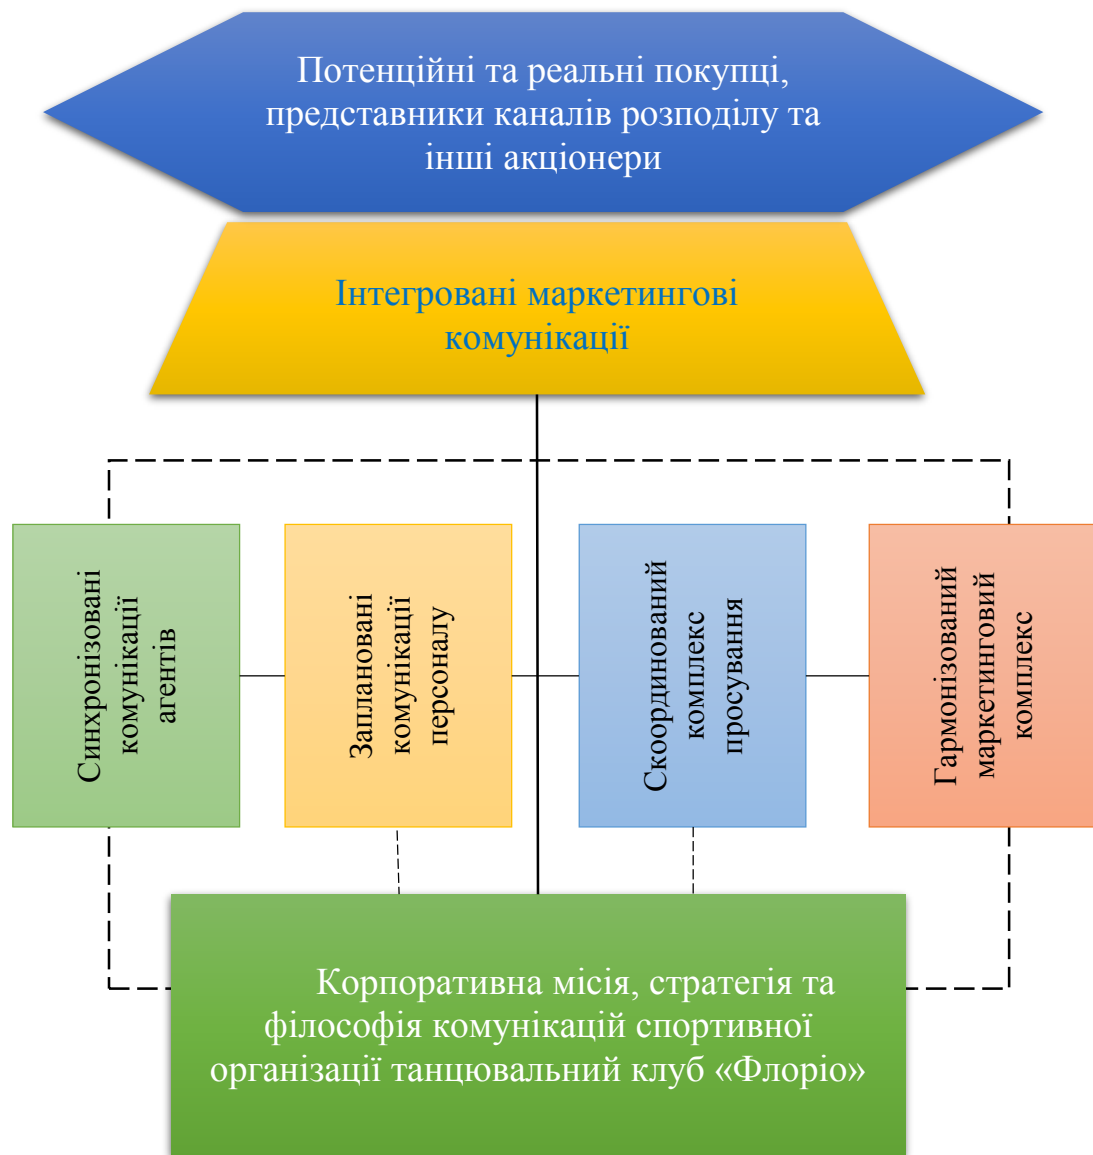 Потенційні та реальні покупці,
представники каналів розподілу та
інші акціонери
Інтегровані маркетингові
комунікації
Синхронізовані
комунікації
агентів
Заплановані
комунікації
персоналу
Скоординований
комплекс
просування
Гармонізований
маркетинговий
комплекс
Корпоративна місія, стратегія та
філософія комунікацій спортивної
організації танцювальний клуб «Флоріо»